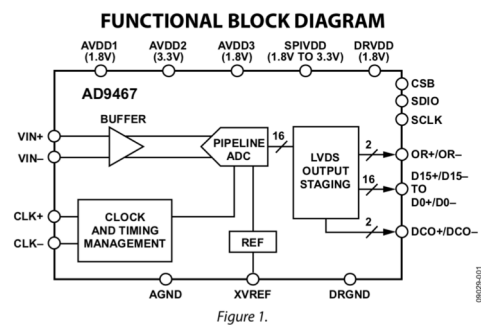 FUNCTIONAL BLOCK DIAGRAM
AVDD1 AVDD2 AVDD3 SPIVDD DRVDD
(1.8V) (3.3V) (1.8V) (1.8V TO 3.3V) (1.8V)
AD9467
CSB
SDIO
SCLK
BUFFER
VIN+
VIN–
PIPELINE
ADC
16
LVDS
OUTPUT
STAGING
2
OR+/OR–
16
D15+/D15–
TO
D0+/D0–
2
DCO+/DCO–
CLK+
CLK–
CLOCK
AND TIMING
MANAGEMENT
REF
AGND XVREF DRGND
09029-001
Figure 1.